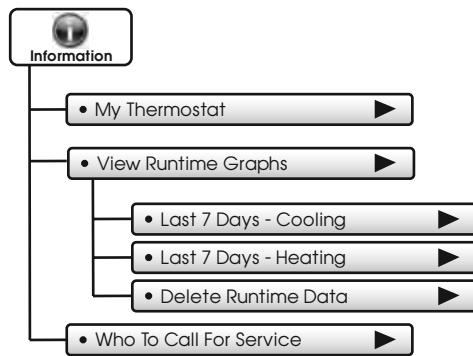 Information
• My Thermostat
• View Runtime Graphs
• Last 7 Days - Cooling
• Last 7 Days - Heating
• Delete Runtime Data
• Who To Call For Service